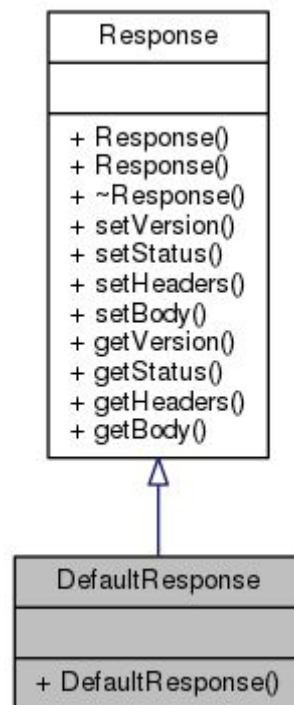 Response
+ Response()
+ Response()
+ ~Response()
+ setVersion()
+ setStatus()
+ setHeaders()
+ setBody()
+ getVersion()
+ getStatus()
+ getHeaders()
+ getBody()
DefaultResponse
+ DefaultResponse()